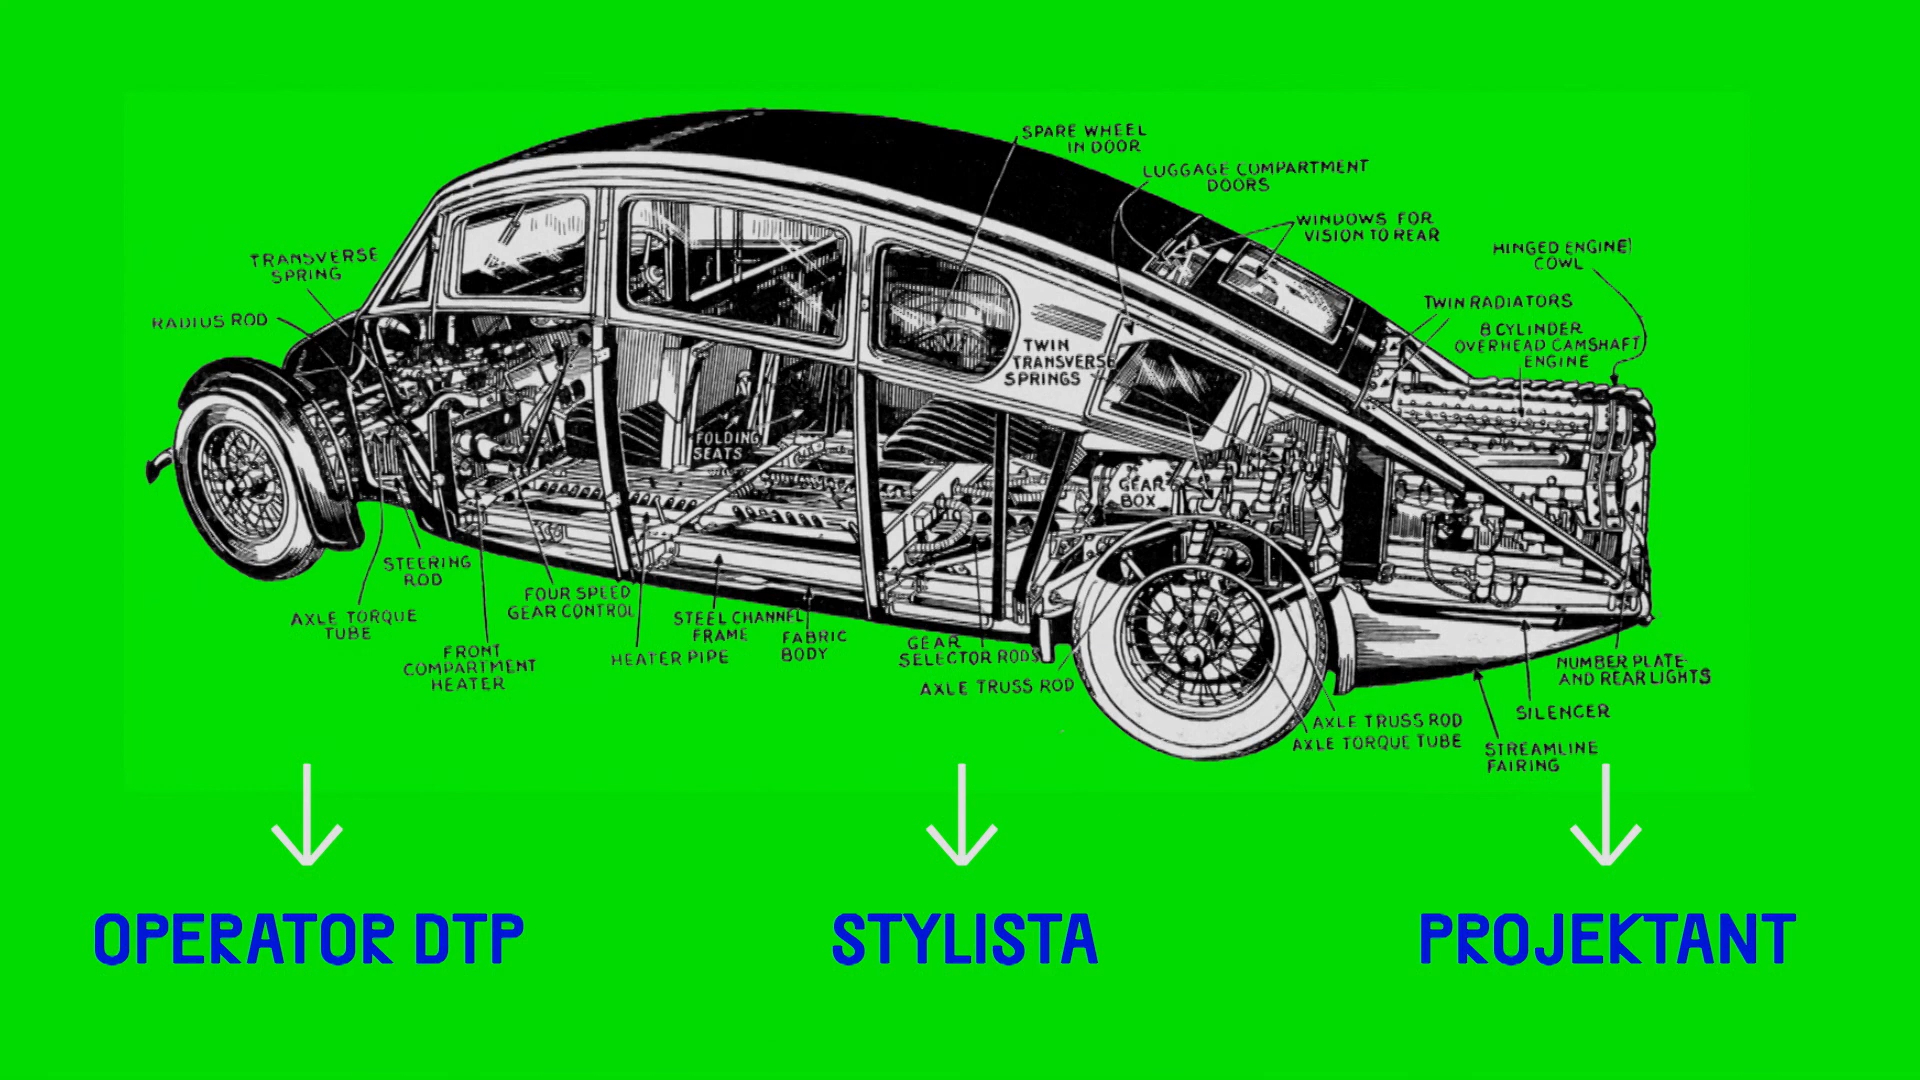 SPARE WHEEL
IN DOOR
LUGGAGE COMPARTMENT
DOORS
WINDOWS FOR
VISION TO REAR
HINGED ENGINE
COWL
TRANSVERSE
SPRING
TWIN RADIATORS
RADIUS ROD
8 CYLINDER
OVERHEAD CAMSHAFT
ENGINE
TWIN
TRANSVERSE
SPRINGS
FOLDING
SEATS
GEAR
BOX
STEERING
ROD
FOUR SPEED
GEAR CONTROL
AXLE TORQUE
TUBE
STEEL CHANNEL
FRAME
FABRIC
BODY
GEAR
SELECTOR RODS
FRONT
COMPARTMENT
HEATER
HEATER PIPE
AXLE TRUSS ROD
NUMBER PLATE
AND REAR LIGHTS
SILENCER
AXLE TRUSS ROD
AXLE TORQUE TUBE
STREAMLINE
FAIRING
OPERATOR DTP
STYLISTA
PROJEKTANT